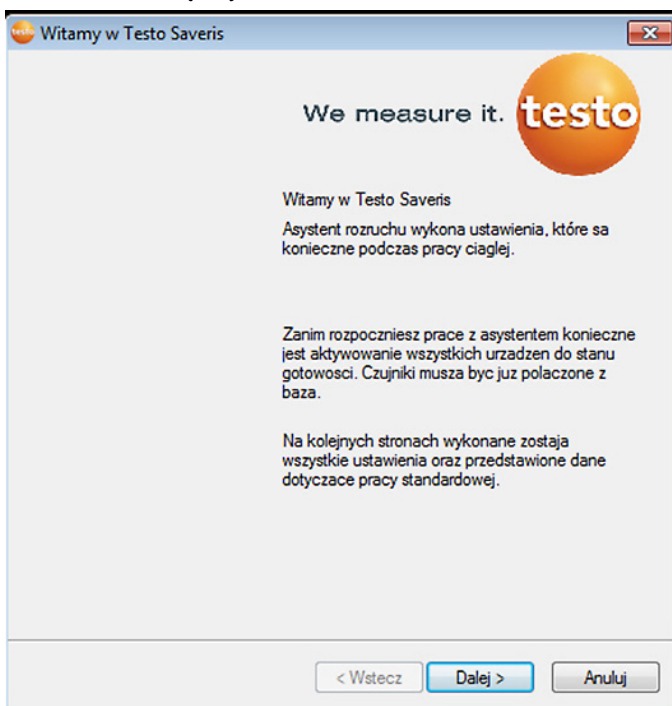 Witamy w Testo Saveris
We measure it.
testo
Witamy w Testo Saveris
Asystent rozruchu wykona ustawienia, które sa
konieczne podczas pracy ciaglej.
Zanim rozpoczniesz prace z asystentem konieczne
jest aktywowanie wszystkich urzadzen do stanu
gotowosci. Czujniki musza byc juz polaczone z
baza.
Na kolejnych stronach wykonane zostaja
wszystkie ustawienia oraz przedstawione dane
dotyczace pracy standardowej.
< Wstecz
Dalej >
Anuluj